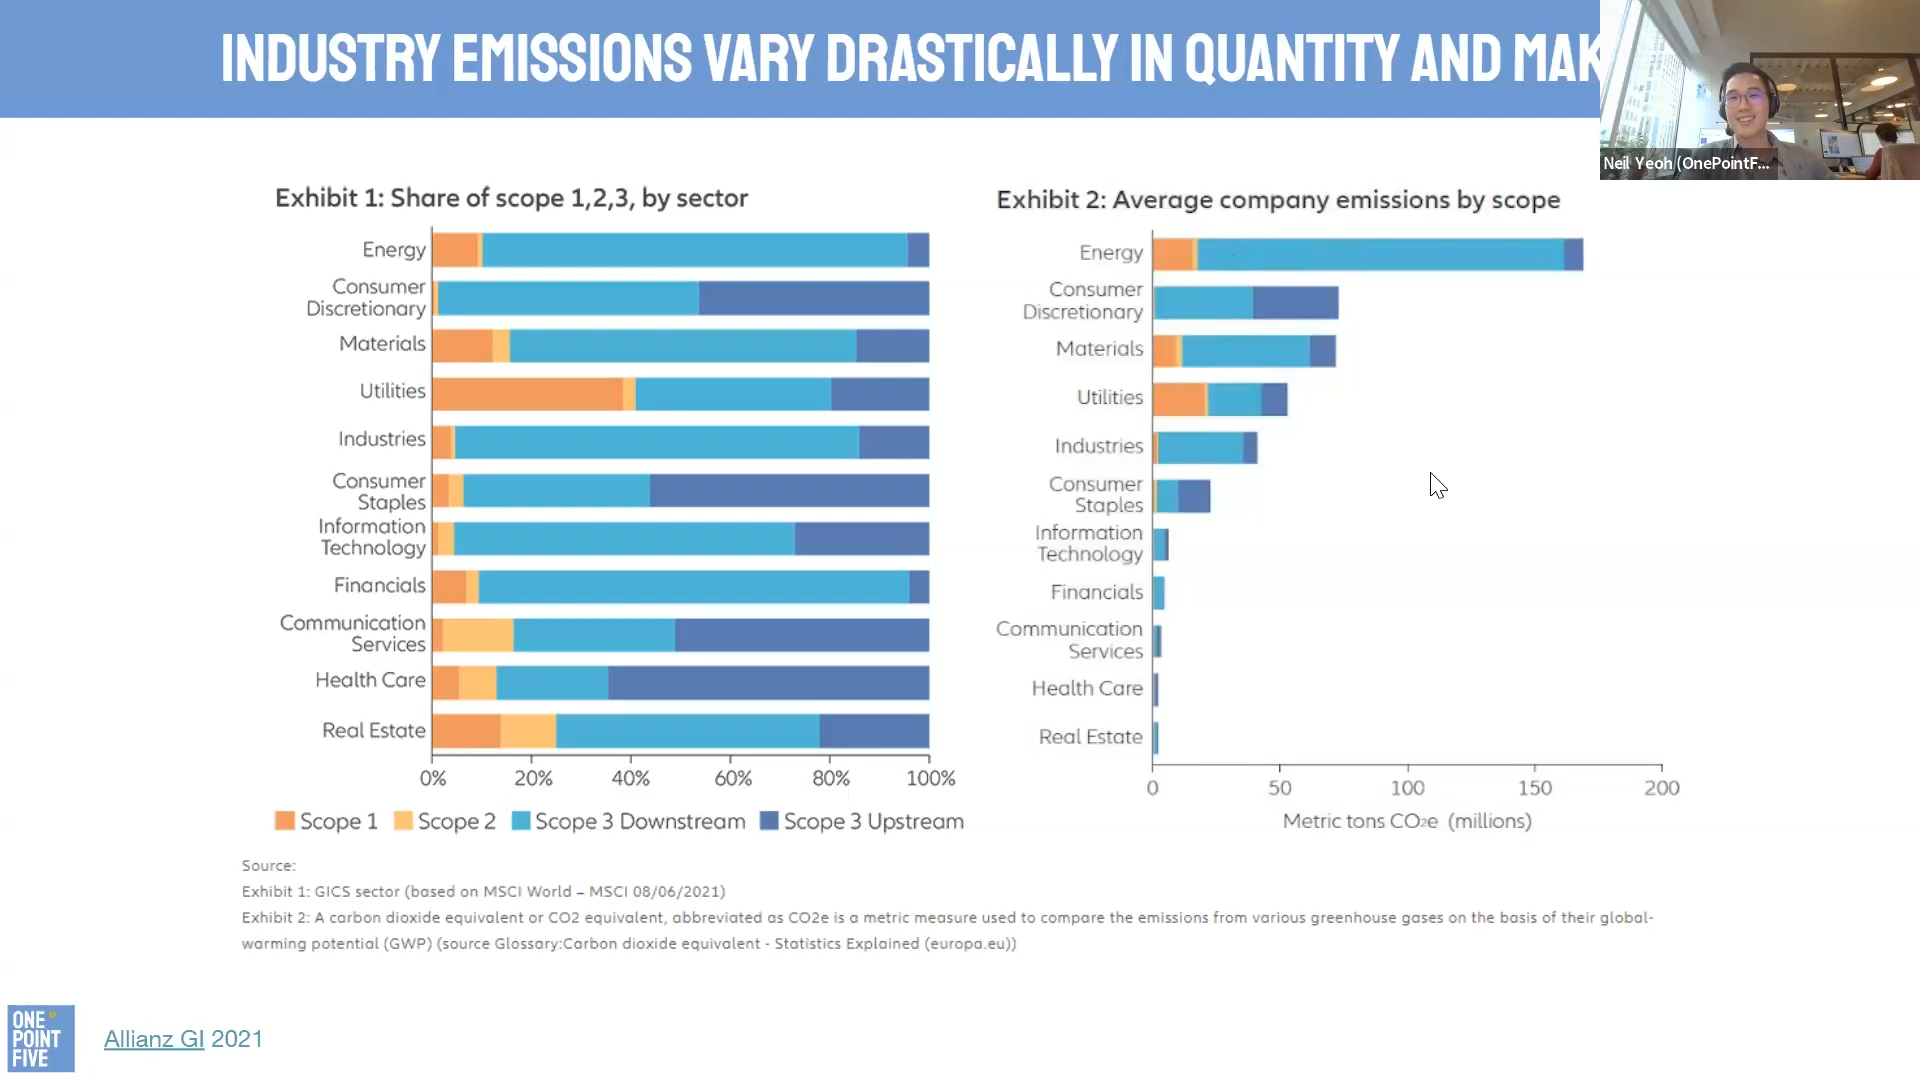 INDUSTRY EMISSIONS VARY DRASTICALLY IN QUANTITY AND MAK
Neil Yeoh (OnePointF...
Exhibit 1: Share of scope 1,2,3, by sector
Energy
Consumer
Discretionary
Materials
Utilities
Industries
Consumer
Staples
Information
Technology
Financials
Communication
Services
Health Care
Real Estate
0% 20% 40% 60% 80% 100%
Scope 1 Scope 2 Scope 3 Downstream Scope 3 Upstream
Exhibit 2: Average company emissions by scope
Energy
Consumer
Discretionary
Materials
Utilities
Industries
Consumer
Staples
Information
Technology
Financials
Communication
Services
Health Care
Real Estate
0 50 100 150 200
Metric tons CO2e (millions)
Source:
Exhibit 1: GICS sector (based on MSCI World – MSCI 08/06/2021)
Exhibit 2: A carbon dioxide equivalent or CO2 equivalent, abbreviated as CO2e is a metric measure used to compare the emissions from various greenhouse gases on the basis of their global-
warming potential (GWP) (source Glossary:Carbon dioxide equivalent - Statistics Explained (europa.eu))
ONE
POINT
FIVE
Allianz GI 2021